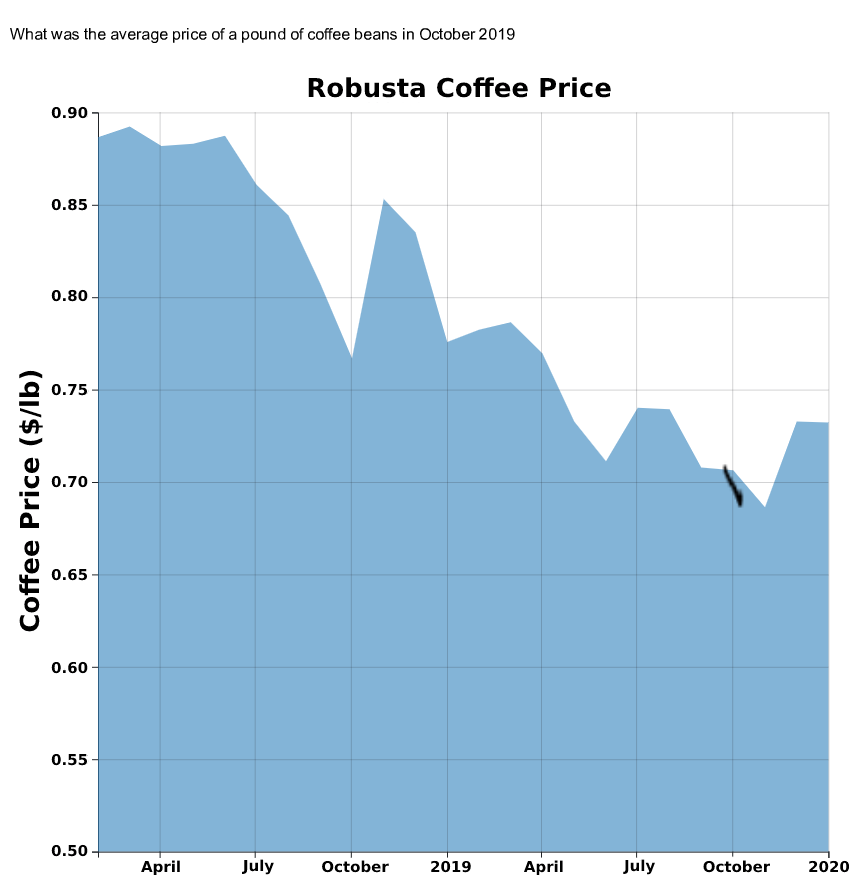 What was the average price of a pound of coffee beans in October 2019
Robusta Coffee Price
0.90
0.85
0.80
0.75
0.70
0.65
0.60
0.55
0.50
Coffee Price ($/lb)
April July October 2019 April July October 2020